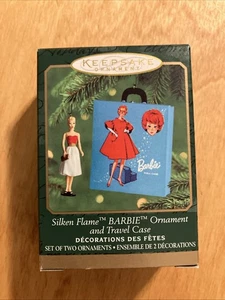 KEEPSAKE
ORNAMENT
Barbie
Silken Flame™ BARBIE™ Ornament
and Travel Case
DÉCORATIONS DES FÊTES
SET OF TWO ORNAMENTS • ENSEMBLE DE 2 DÉCORATIONS